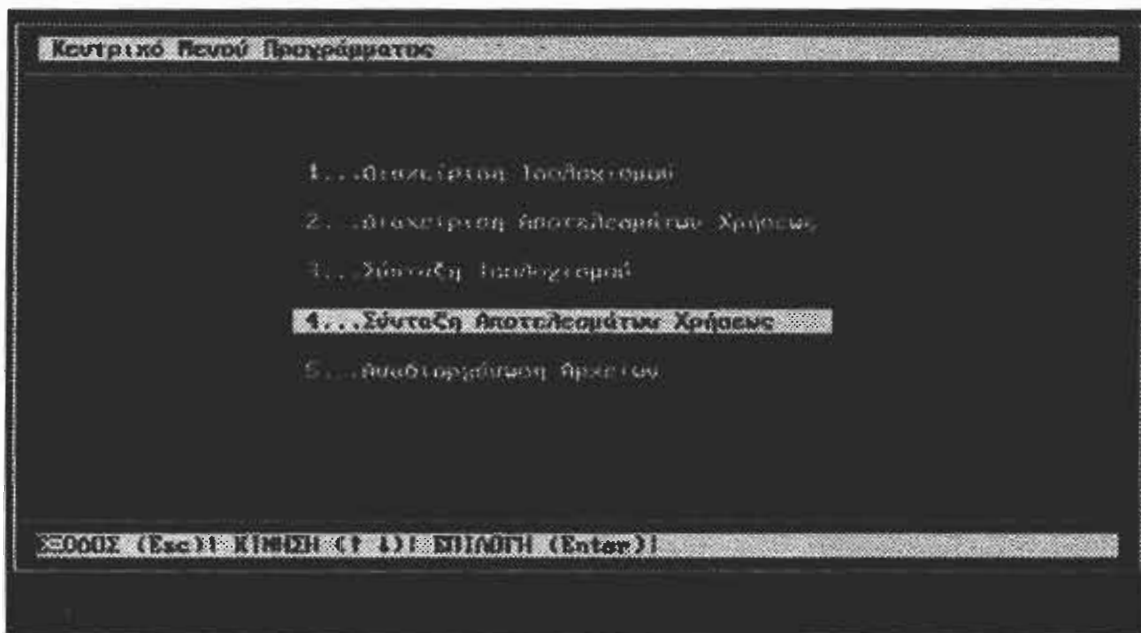 Κεντρικό Μενού Προγράμματος
1...Διαχείριση Ισολογισμού
2...Διαχείριση Αποτελεσμάτων Χρήσεως
3...Σύνταξη Ισολογισμού
4...Σύνταξη Αποτελεσμάτων Χρήσεως
5...Αναδιοργάνωση Αρχείων
ΕΞΟΔΟΣ (Esc)| ΚΙΝΗΣΗ (↑ ↓)| ΕΠΙΛΟΓΗ (Enter)|